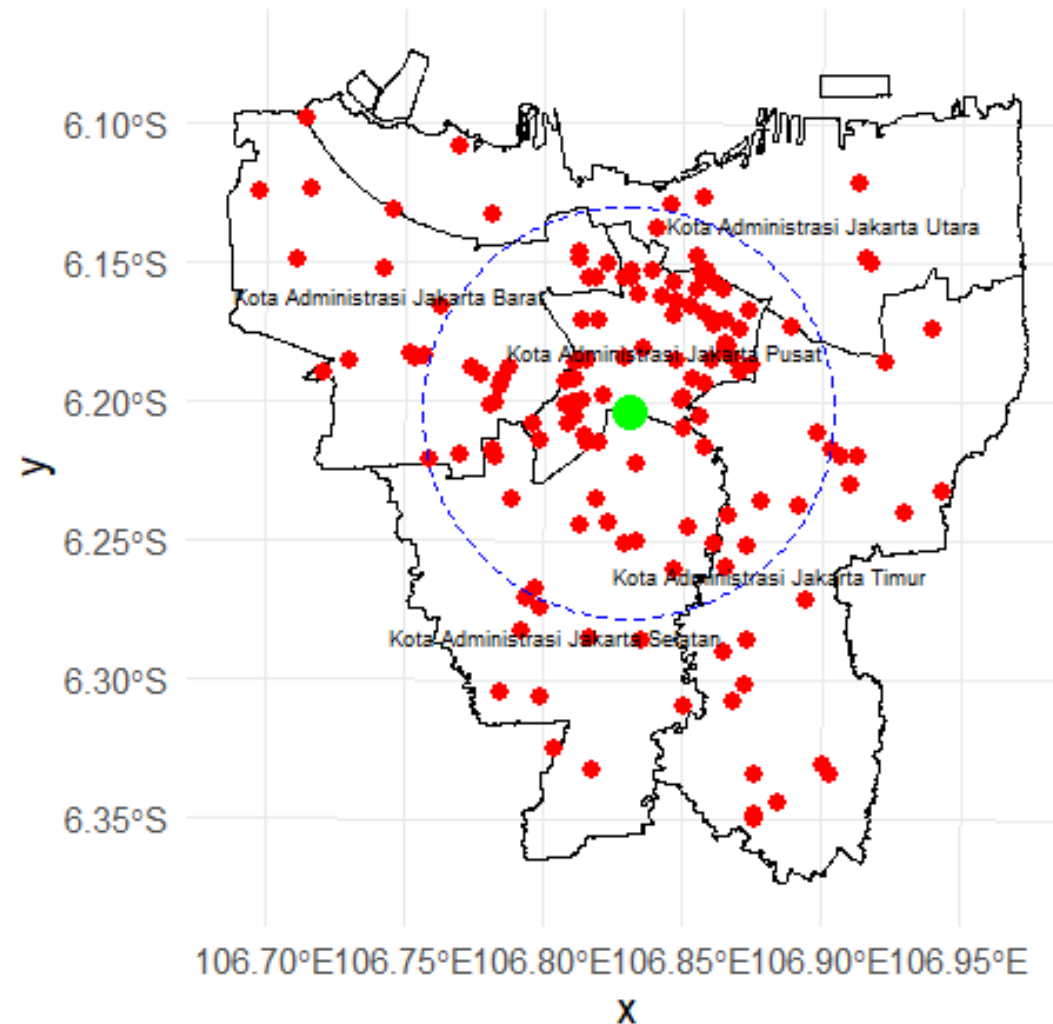 6.10°S
Kota Administrasi Jakarta Utara
6.15°S
Kota Administrasi Jakarta Barat
Kota Administrasi Jakarta Pusat
6.20°S
y
6.25°S
Kota Administrasi Jakarta Timur
Kota Administrasi Jakarta Selatan
6.30°S
6.35°S
106.70°E106.75°E106.80°E106.85°E106.90°E106.95°E
x